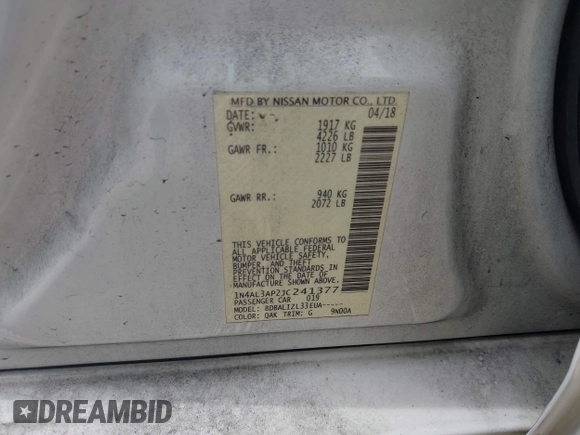 MFD BY NISSAN MOTOR CO., LTD.
DATE: 04/18
GVWR: 1917 KG
4226 LB
GAWR FR.: 1010 KG
2227 LB
GAWR RR.: 940 KG
2072 LB
THIS VEHICLE CONFORMS TO
ALL APPLICABLE FEDERAL
MOTOR VEHICLE SAFETY,
BUMPER, AND THEFT
PREVENTION STANDARDS IN
EFFECT ON THE DATE OF
MANUFACTURE SHOWN ABOVE.
1N4AL3AP2JC241377
PASSENGER CAR 019
MODEL: BDBALIZL33EUA-----
COLOR: QAK TRIM: G 9N00A
DREAMBID